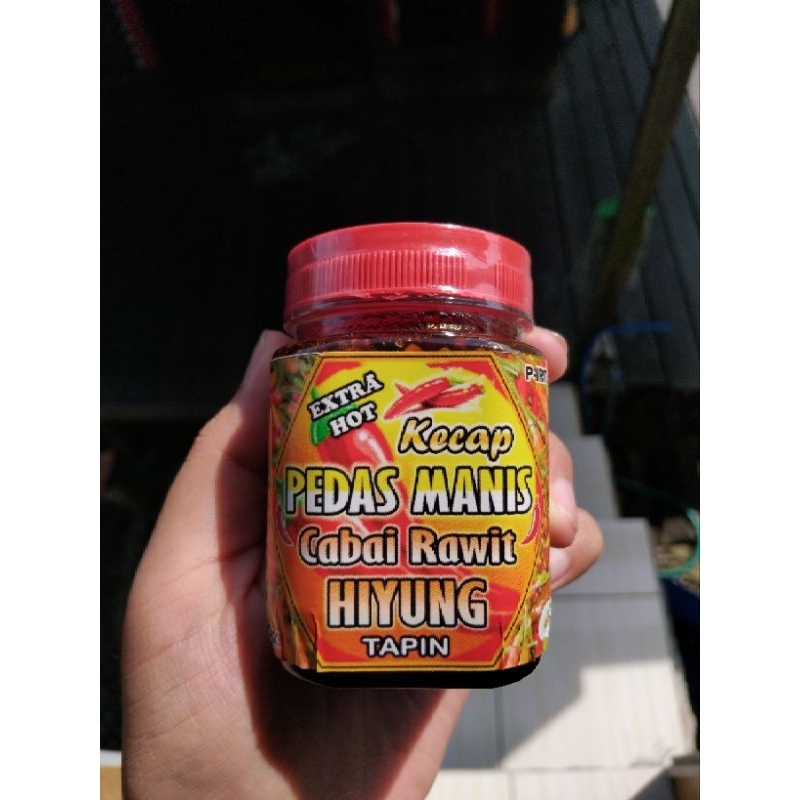 EXTRA
HOT
Kecap
PEDAS MANIS
Cabai Rawit
HIYUNG
TAPIN